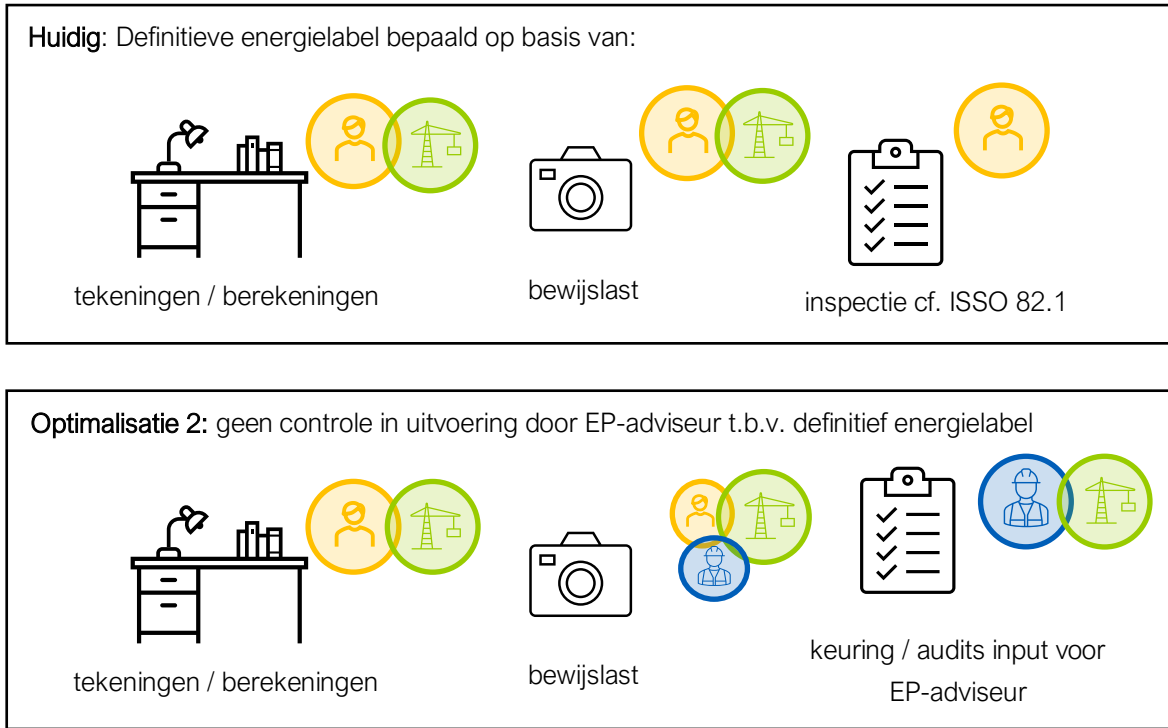 Huidig: Definitieve energielabel bepaald op basis van:
tekeningen / berekeningen
bewijslast
inspectie cf. ISSO 82.1
Optimalisatie 2: geen controle in uitvoering door EP-adviseur t.b.v. definitief energielabel
tekeningen / berekeningen
bewijslast
keuring / audits input voor
EP-adviseur